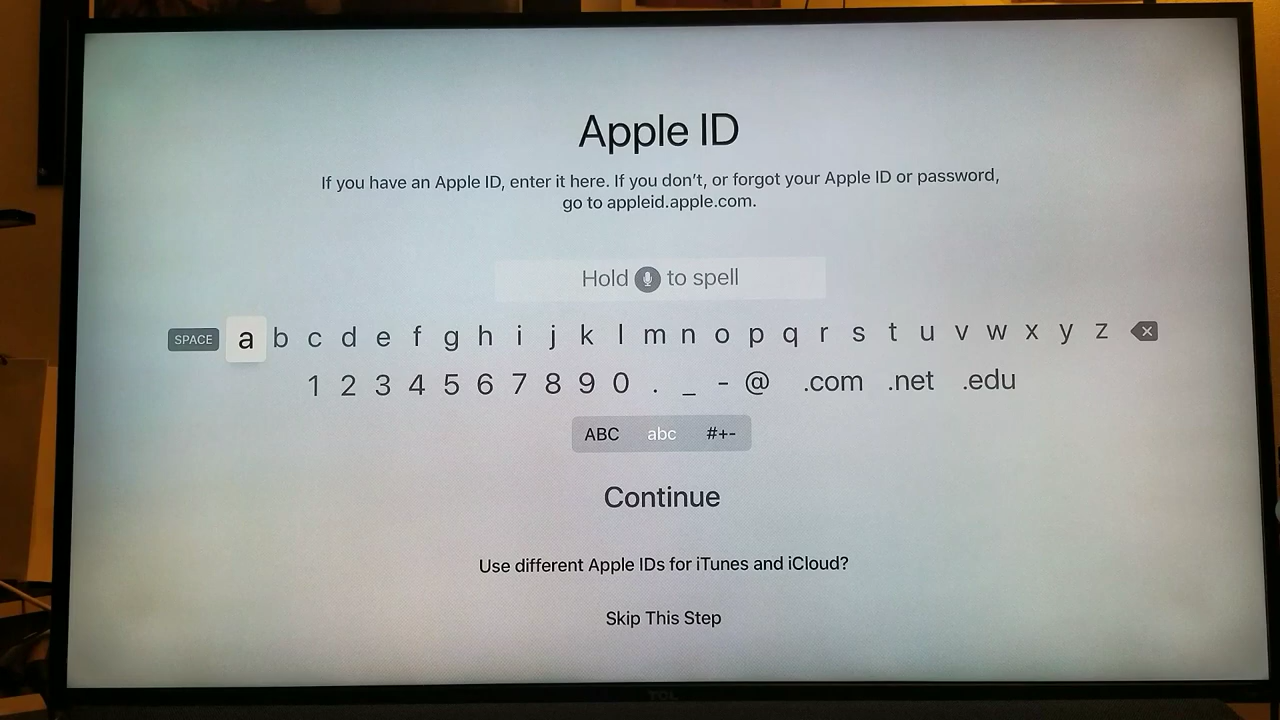 Apple ID
If you have an Apple ID, enter it here. If you don't, or forgot your Apple ID or password,
go to appleid.apple.com.
Hold to spell
SPACE a b c d e f g h i j k l m n o p q r s t u v w x y z
1 2 3 4 5 6 7 8 9 0 . _ - @ .com .net .edu
ABC abc #+-
Continue
Use different Apple IDs for iTunes and iCloud?
Skip This Step
TCL